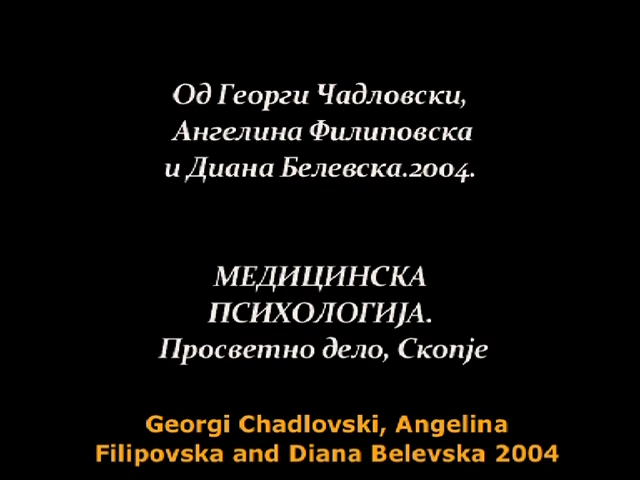 Од Георги Чадловски,
Ангелина Филиповска
и Диана Белевска.2004.
МЕДИЦИНСКА
ПСИХОЛОГИЈА.
Просветно дело, Скопје
Georgi Chadlovski, Angelina
Filipovska and Diana Belevska 2004